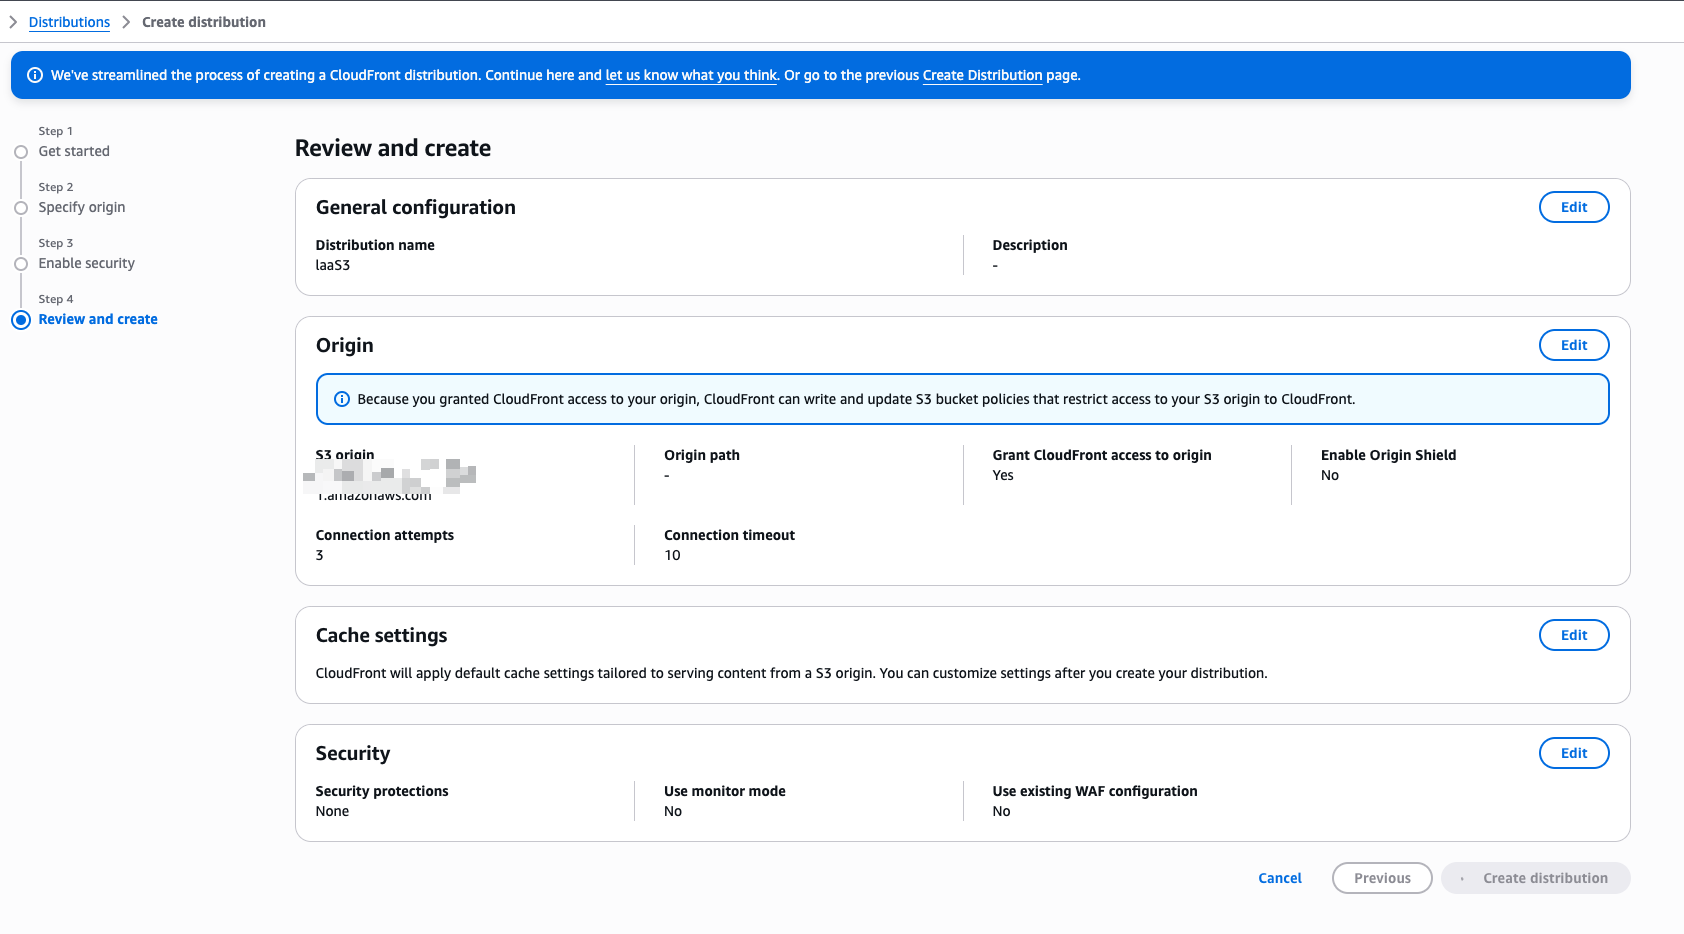 Distributions
Create distribution
We've streamlined the process of creating a CloudFront distribution. Continue here and let us know what you think. Or go to the previous Create Distribution page.
Step 1
Get started
Step 2
Specify origin
Step 3
Enable security
Step 4
Review and create
Review and create
General configuration
Edit
Distribution name
laaS3
Description
-
Origin
Edit
Because you granted CloudFront access to your origin, CloudFront can write and update S3 bucket policies that restrict access to your S3 origin to CloudFront.
S3 origin
.amazonaws.com
Origin path
-
Grant CloudFront access to origin
Yes
Enable Origin Shield
No
Connection attempts
3
Connection timeout
10
Cache settings
Edit
CloudFront will apply default cache settings tailored to serving content from a S3 origin. You can customize settings after you create your distribution.
Security
Edit
Security protections
None
Use monitor mode
No
Use existing WAF configuration
No
Cancel
Previous
Create distribution